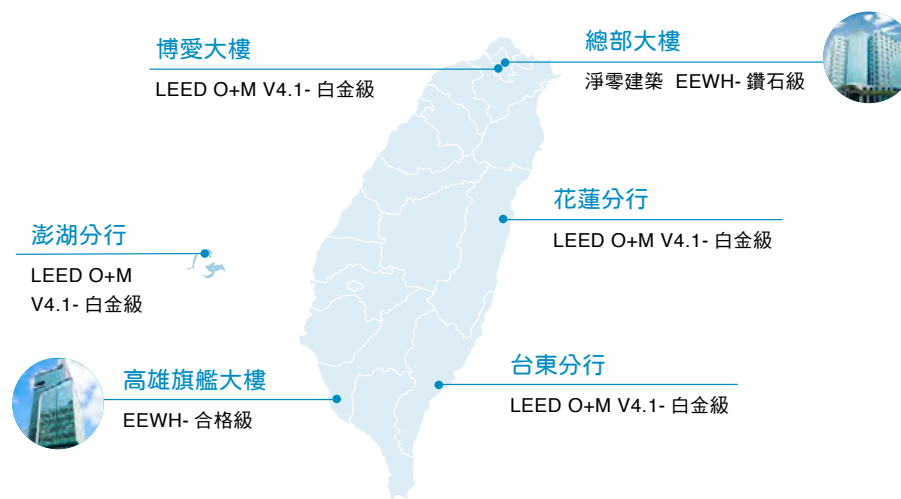 博愛大樓
LEED O+M V4.1- 白金級
總部大樓
淨零建築 EEWH- 鑽石級
花蓮分行
LEED O+M V4.1- 白金級
澎湖分行
LEED O+M
V4.1- 白金級
高雄旗艦大樓
EEWH- 合格級
台東分行
LEED O+M V4.1- 白金級